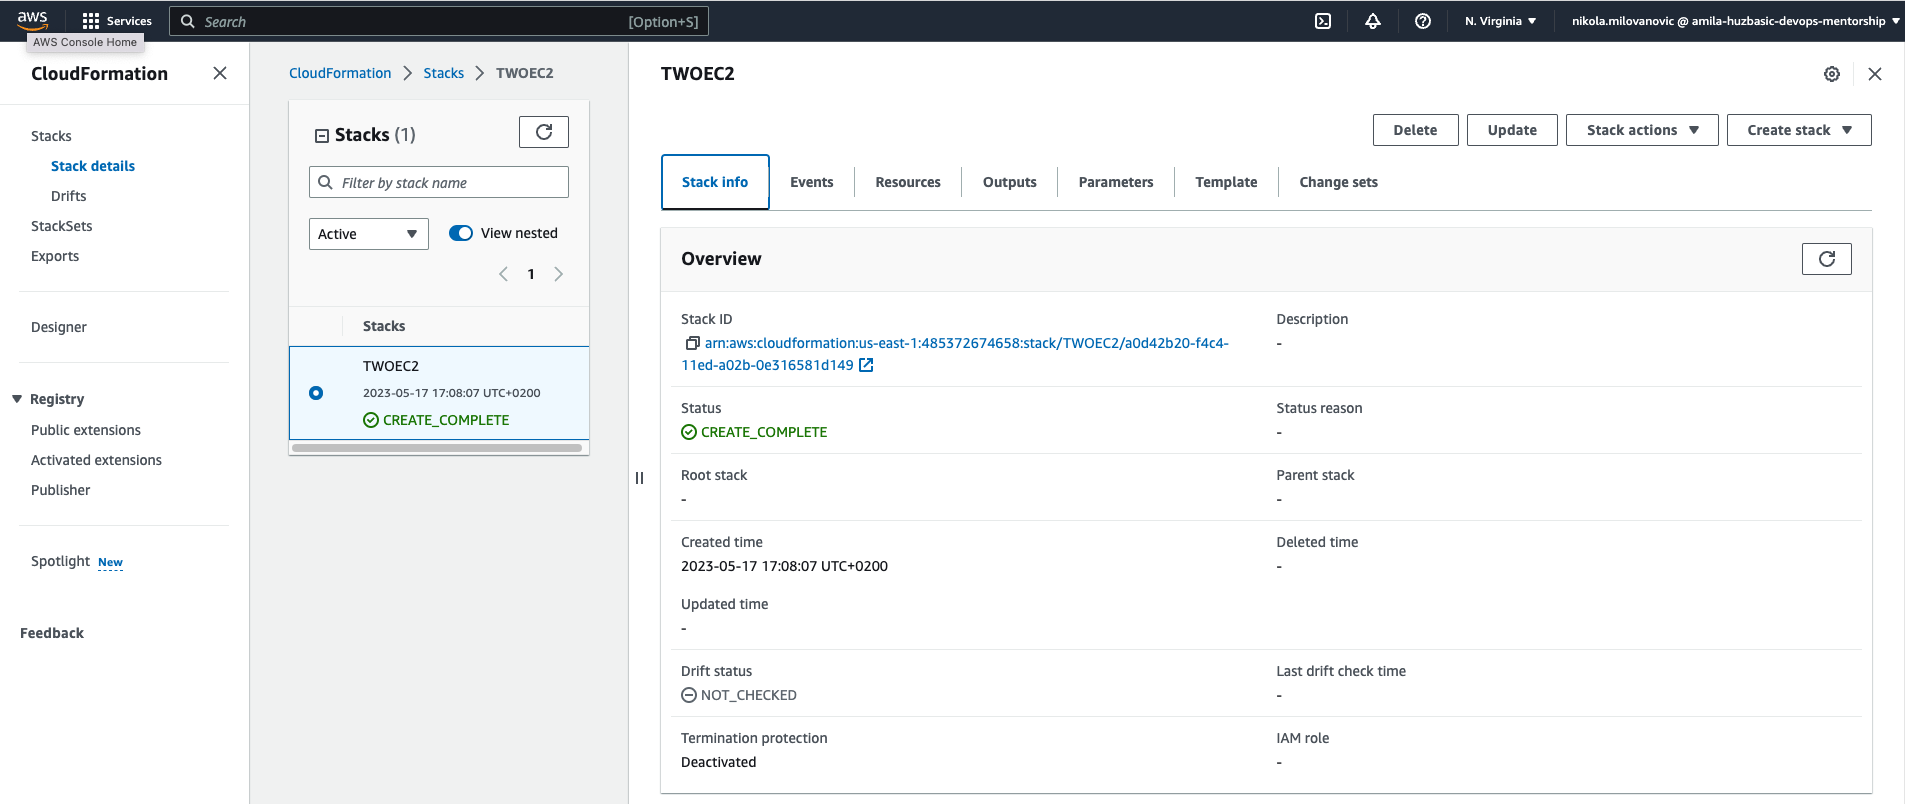 aws
Services
Search
[Option+S]
N. Virginia
nikola.milovanovic @ amila-huzbasic-devops-mentorship
AWS Console Home
CloudFormation
Stacks
Stack details
Drifts
StackSets
Exports
Designer
Registry
Public extensions
Activated extensions
Publisher
Spotlight New
Feedback
CloudFormation
Stacks
TWOEC2
Stacks (1)
Filter by stack name
Active
View nested
1
Stacks
TWOEC2
2023-05-17 17:08:07 UTC+0200
CREATE_COMPLETE
TWOEC2
Delete
Update
Stack actions
Create stack
Stack info
Events
Resources
Outputs
Parameters
Template
Change sets
Overview
Stack ID
arn:aws:cloudformation:us-east-1:485372674658:stack/TWOEC2/a0d42b20-f4c4-
11ed-a02b-0e316581d149
Description
-
Status
CREATE_COMPLETE
Status reason
-
Root stack
-
Parent stack
-
Created time
2023-05-17 17:08:07 UTC+0200
Deleted time
-
Updated time
-
Drift status
NOT_CHECKED
Last drift check time
-
Termination protection
Deactivated
IAM role
-